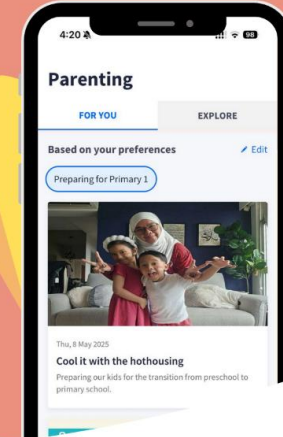 4:20
98
Parenting
FOR YOU
EXPLORE
Based on your preferences
Edit
Preparing for Primary 1
Thu, 8 May 2025
Cool it with the hothousing
Preparing our kids for the transition from preschool to
primary school.